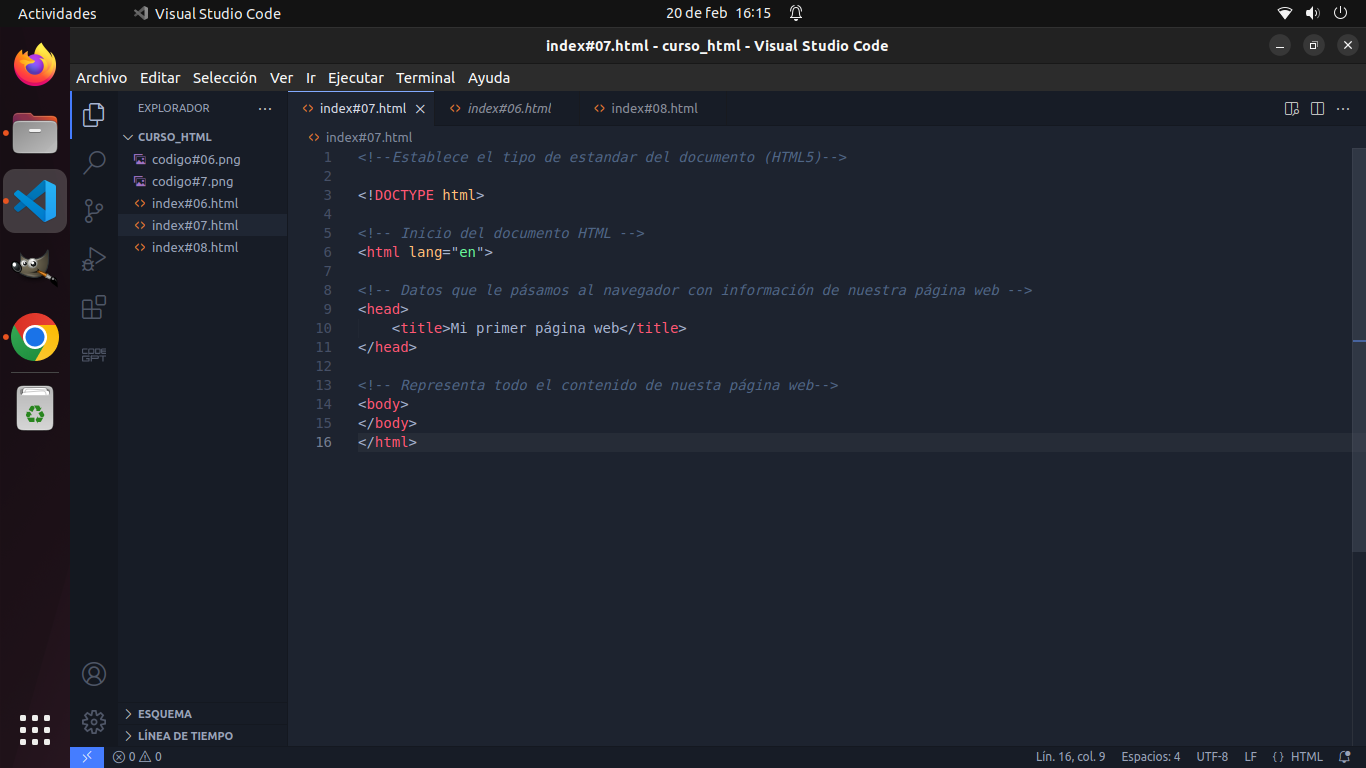 Actividades
Visual Studio Code
20 de feb 16:15
index#07.html - curso_html - Visual Studio Code
Archivo Editar Selección Ver Ir Ejecutar Terminal Ayuda
EXPLORADOR
CURSO_HTML
codigo#06.png
codigo#7.png
index#06.html
index#07.html
index#08.html
ESQUEMA
LÍNEA DE TIEMPO
CODE
GPT
index#07.html index#06.html index#08.html
index#07.html
1 <!--Establece el tipo de estandar del documento (HTML5)-->
2
3 <!DOCTYPE html>
4
5 <!-- Inicio del documento HTML -->
6 <html lang="en">
7
8 <!-- Datos que le pásamos al navegador con información de nuestra página web -->
9 <head>
10 <title>Mi primer página web</title>
11 </head>
12
13 <!-- Representa todo el contenido de nuesta página web-->
14 <body>
15 </body>
16 </html>
0 0
Lín. 16, col. 9 Espacios: 4 UTF-8 LF {} HTML